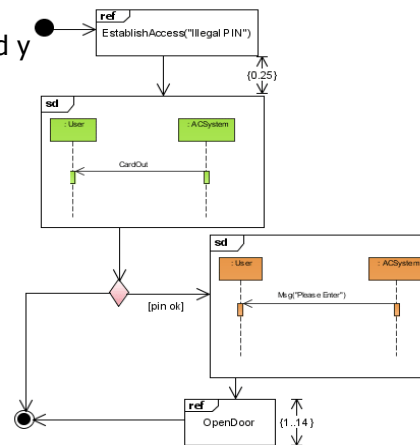 d y
ref
EstablishAccess("Illegal PIN")
{0.25}
sd
: User
: ACSystem
CardOut
sd
: User
: ACSystem
Msg("Please Enter")
[pin ok]
ref
OpenDoor
{1..14}